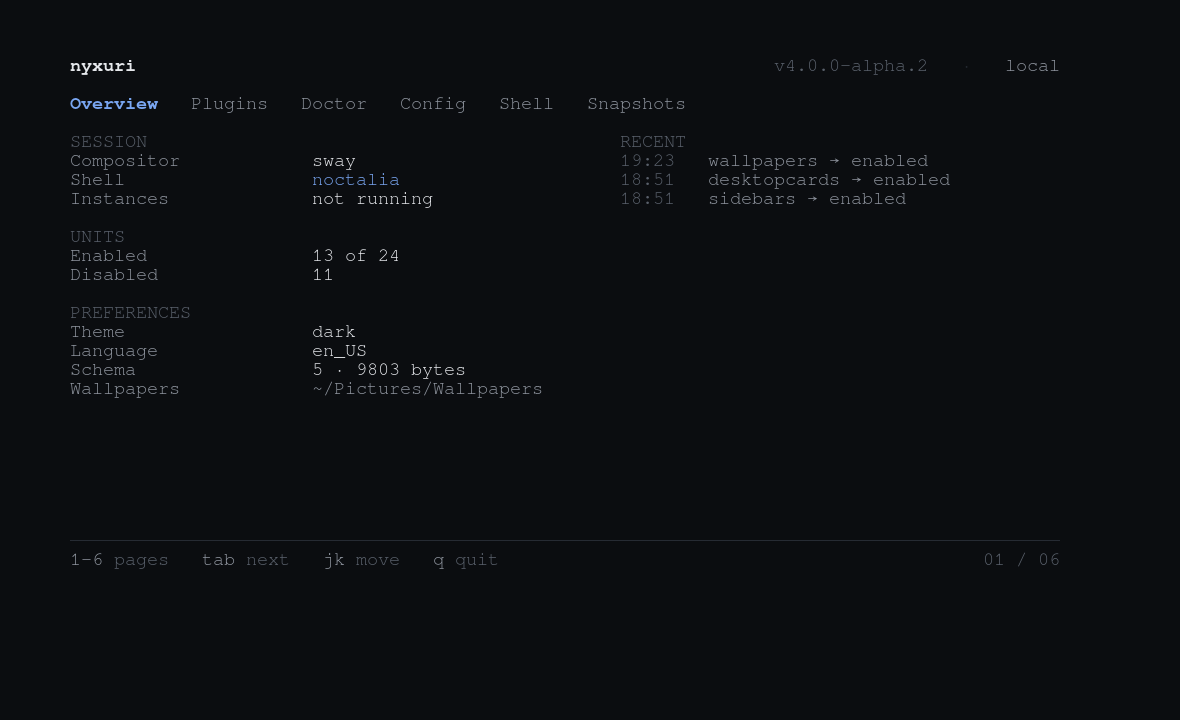 nyxuri v4.0.0-alpha.2 · local
Overview Plugins Doctor Config Shell Snapshots
SESSION
Compositor sway
Shell noctalia
Instances not running
UNITS
Enabled 13 of 24
Disabled 11
PREFERENCES
Theme dark
Language en_US
Schema 5 · 9803 bytes
Wallpapers ~/Pictures/Wallpapers
RECENT
19:23 wallpapers → enabled
18:51 desktopcards → enabled
18:51 sidebars → enabled
1-6 pages tab next jk move q quit 01 / 06